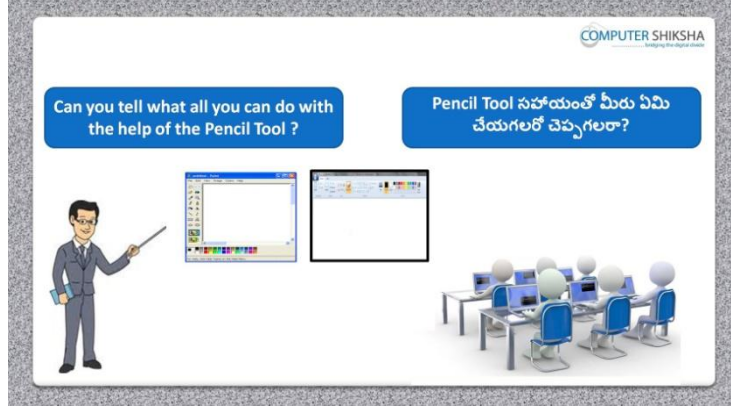 COMPUTER SHIKSHA
bridging the digital divide
Can you tell what all you can do with
the help of the Pencil Tool ?
Pencil Tool సహాయంతో మీరు ఏమి
చేయగలరో చెప్పగలరా?